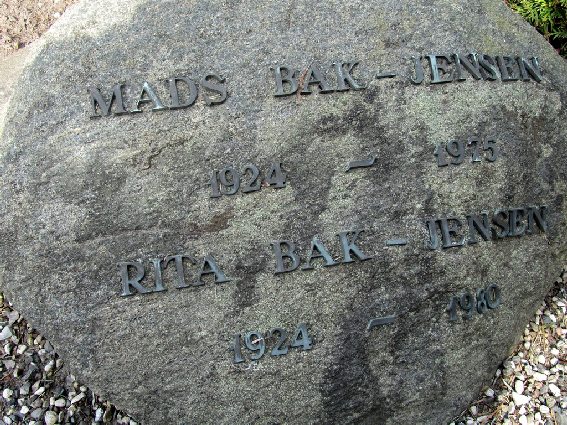 MADS BAK-JENSEN
1924 – 1975
RITA BAK-JENSEN
1924 – 1980